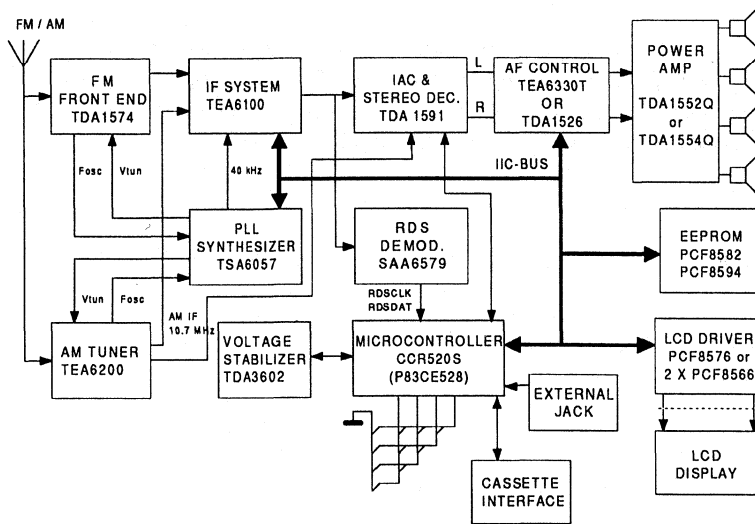 FM / AM
FM
FRONT END
TDA1574
IF SYSTEM
TEA6100
IAC &
STEREO DEC.
TDA 1591
L
R
AF CONTROL
TEA6330T
OR
TDA1526
POWER
AMP
TDA1552Q
or
TDA1554Q
Fosc
Vtun
40 kHz
IIC-BUS
PLL
SYNTHESIZER
TSA6057
RDS
DEMOD.
SAA6579
EEPROM
PCF8582
PCF8594
Vtun
Fosc
AM IF
10.7 MHz
RDSCLK
RDSDAT
AM TUNER
TEA6200
VOLTAGE
STABILIZER
TDA3602
MICROCONTROLLER
CCR520S
(P83CE528)
LCD DRIVER
PCF8576 or
2 X PCF8566
EXTERNAL
JACK
CASSETTE
INTERFACE
LCD
DISPLAY